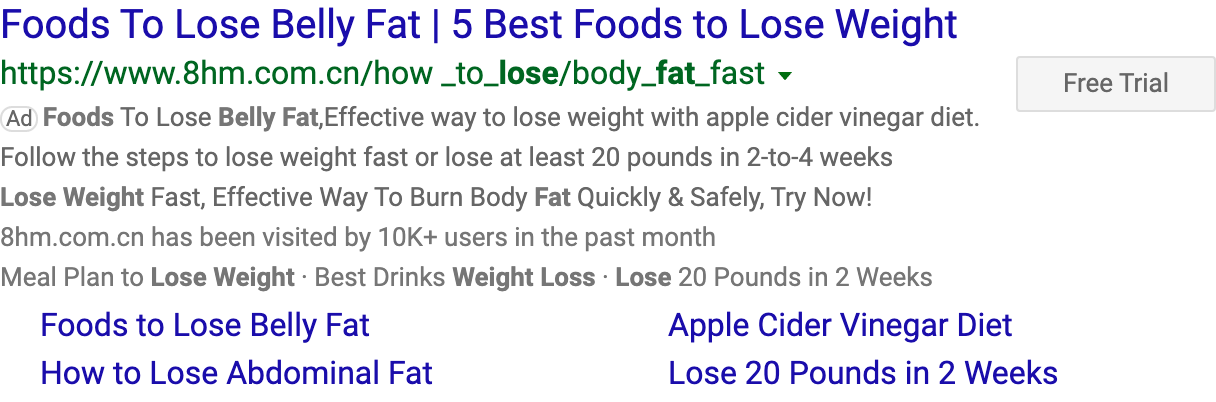 Foods To Lose Belly Fat | 5 Best Foods to Lose Weight
https://www.8hm.com.cn/how _to_lose/body_fat_fast
Free Trial
Ad Foods To Lose Belly Fat,Effective way to lose weight with apple cider vinegar diet.
Follow the steps to lose weight fast or lose at least 20 pounds in 2-to-4 weeks
Lose Weight Fast, Effective Way To Burn Body Fat Quickly & Safely, Try Now!
8hm.com.cn has been visited by 10K+ users in the past month
Meal Plan to Lose Weight · Best Drinks Weight Loss · Lose 20 Pounds in 2 Weeks
Foods to Lose Belly Fat
Apple Cider Vinegar Diet
How to Lose Abdominal Fat
Lose 20 Pounds in 2 Weeks